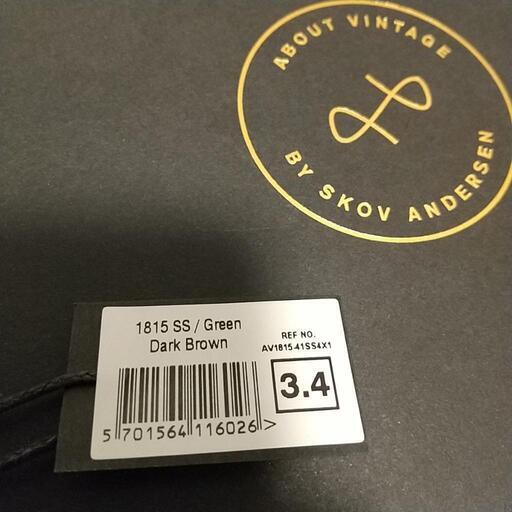 ABOUT VINTAGE
BY SKOV ANDERSEN
1815 SS / Green
Dark Brown
REF NO.
AV1815-41SS4X1
3.4
5 701564 116026 >